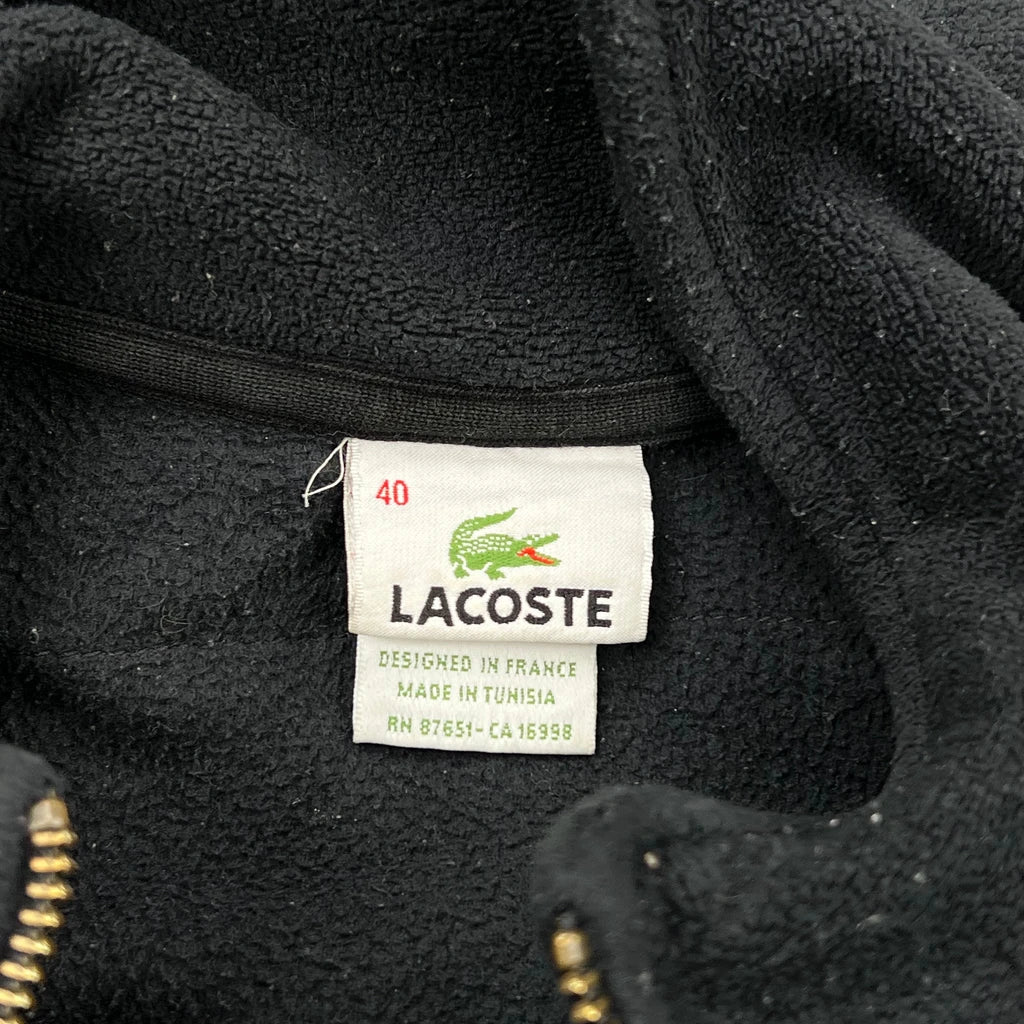 40
LACOSTE
DESIGNED IN FRANCE
MADE IN TUNISIA
RN 87651-CA 16998